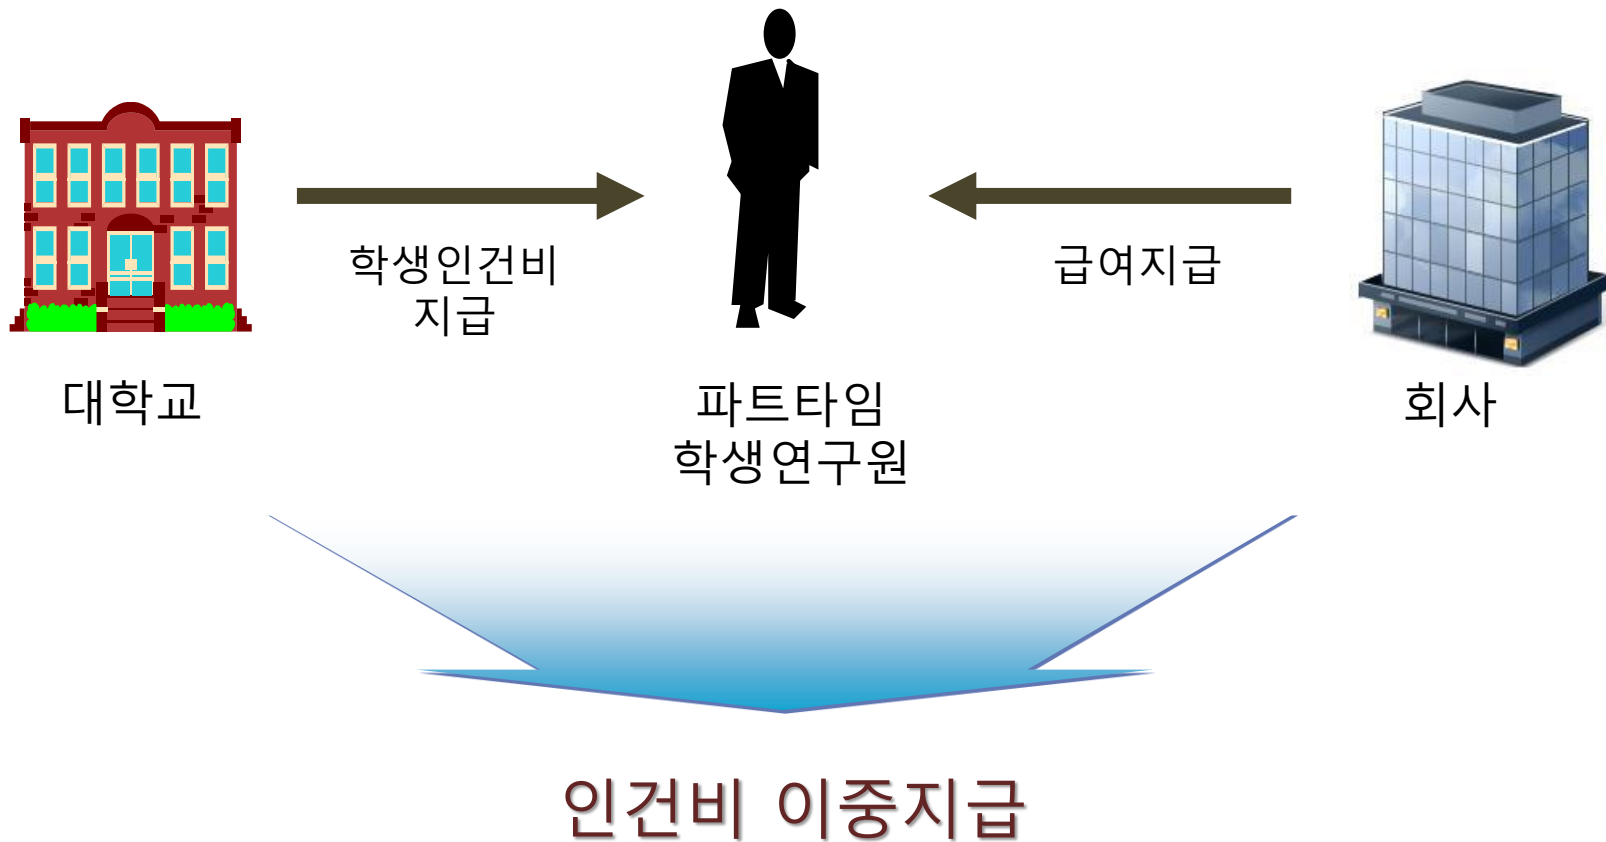 학생인건비
지급
급여지급
대학교
파트타임
학생연구원
회사
인건비 이중지급